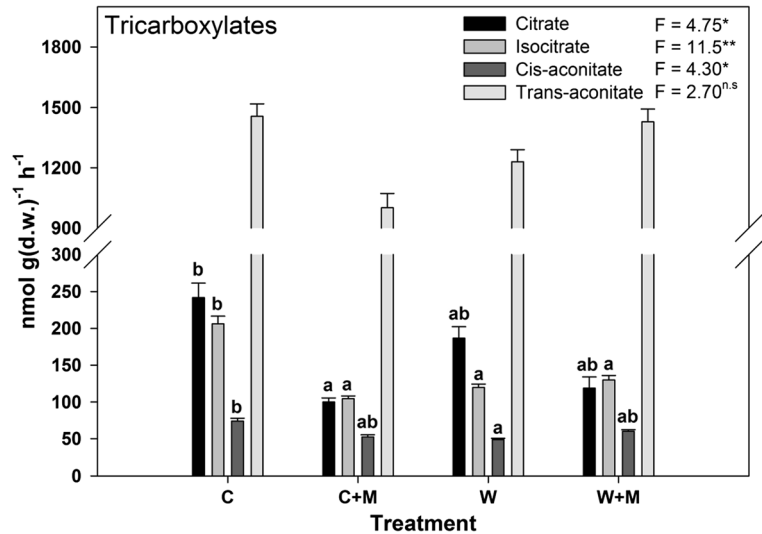 Tricarboxylates
Citrate F = 4.75*
Isocitrate F = 11.5**
Cis-aconitate F = 4.30*
Trans-aconitate F = 2.70n.s
nmol g(d.w.)-1 h-1
1800
1500
1200
900
300
250
200
150
100
50
0
b b b
a a ab
ab a a
ab a ab
C C+M W W+M
Treatment